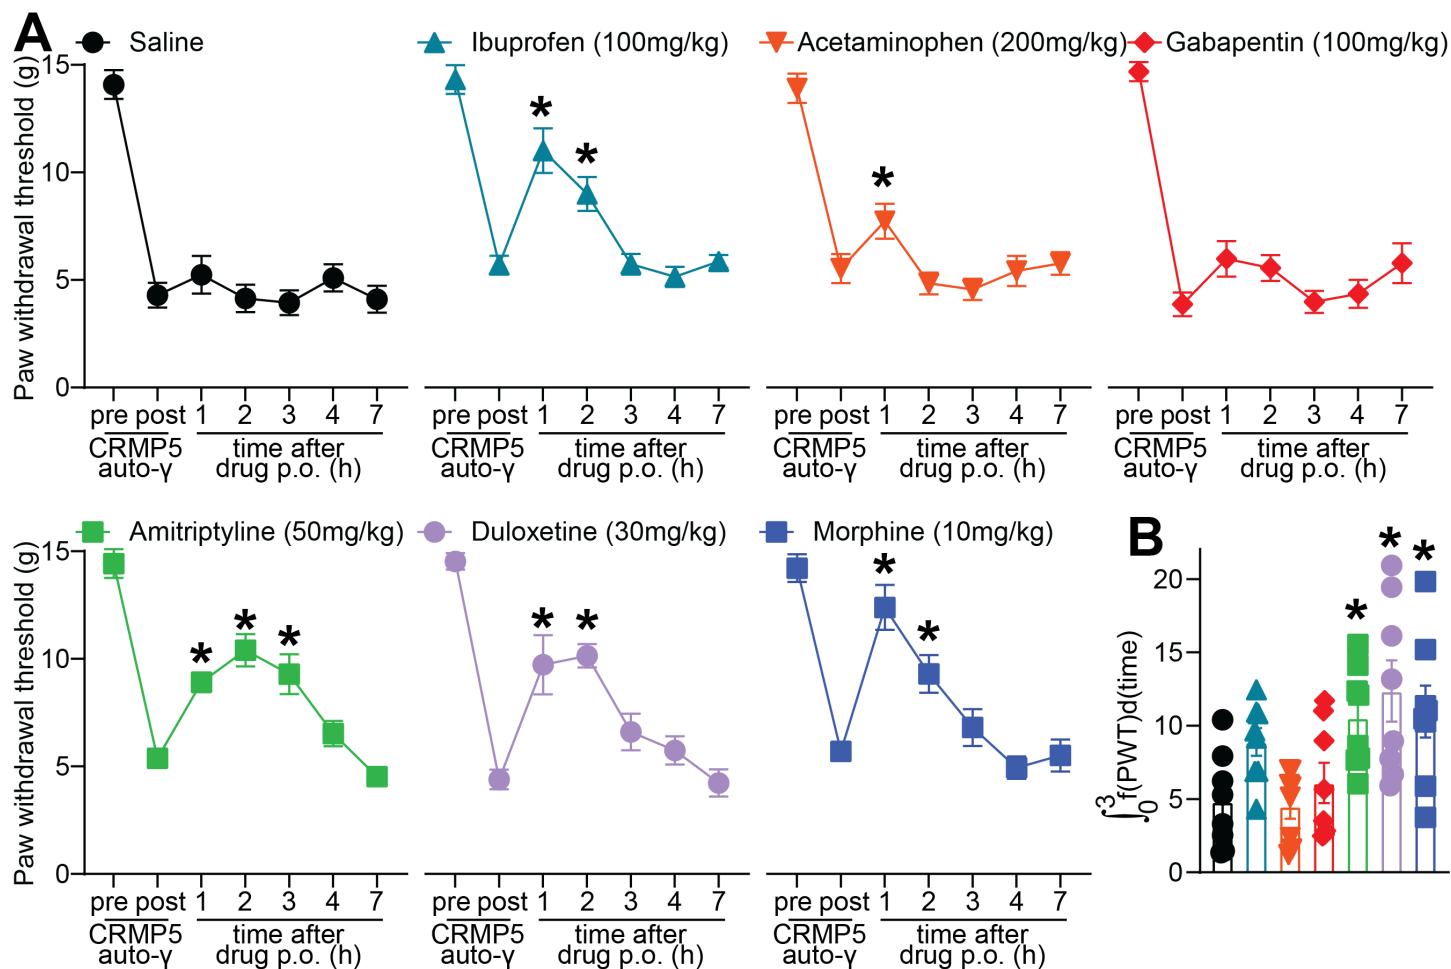 A
Saline
Ibuprofen (100mg/kg)
Acetaminophen (200mg/kg)
Gabapentin (100mg/kg)
Paw withdrawal threshold (g)
15
10
5
0
* * *
pre post 1 2 3 4 7
pre post 1 2 3 4 7
pre post 1 2 3 4 7
pre post 1 2 3 4 7
CRMP5 time after
auto-γ drug p.o. (h)
CRMP5 time after
auto-γ drug p.o. (h)
CRMP5 time after
auto-γ drug p.o. (h)
CRMP5 time after
auto-γ drug p.o. (h)
Amitriptyline (50mg/kg)
Duloxetine (30mg/kg)
Morphine (10mg/kg)
Paw withdrawal threshold (g)
15
10
5
0
* * *
* *
* *
pre post 1 2 3 4 7
pre post 1 2 3 4 7
pre post 1 2 3 4 7
CRMP5 time after
auto-γ drug p.o. (h)
CRMP5 time after
auto-γ drug p.o. (h)
CRMP5 time after
auto-γ drug p.o. (h)
B
∫₀³f(PWT)d(time)
20
15
10
5
0
* * *